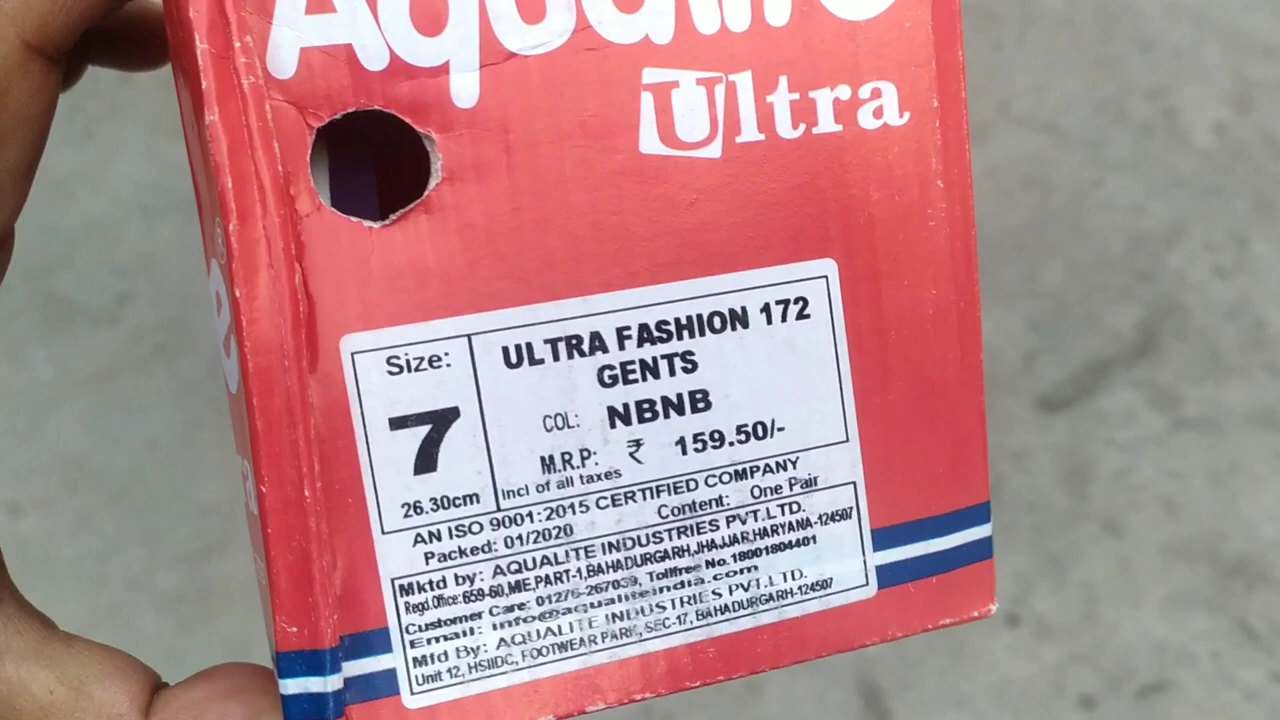 Aqualite
Ultra
Size:
7
26.30cm
ULTRA FASHION 172
GENTS
COL: NBNB
M.R.P: ₹ 159.50/-
Incl of all taxes
AN ISO 9001:2015 CERTIFIED COMPANY
Packed: 01/2020 Content: One Pair
Mktd by: AQUALITE INDUSTRIES PVT.LTD.
Regd.Office:659-60,MIE,PART-1,BAHADURGARH,JHAJJAR,HARYANA-124507
Customer Care: 01276-267039, Tollfree No.18001804401
Email: info@aqualiteindia.com
Mfd By: AQUALITE INDUSTRIES PVT.LTD.
Unit 12, HSIIDC, FOOTWEAR PARK, SEC-17, BAHADURGARH-124507